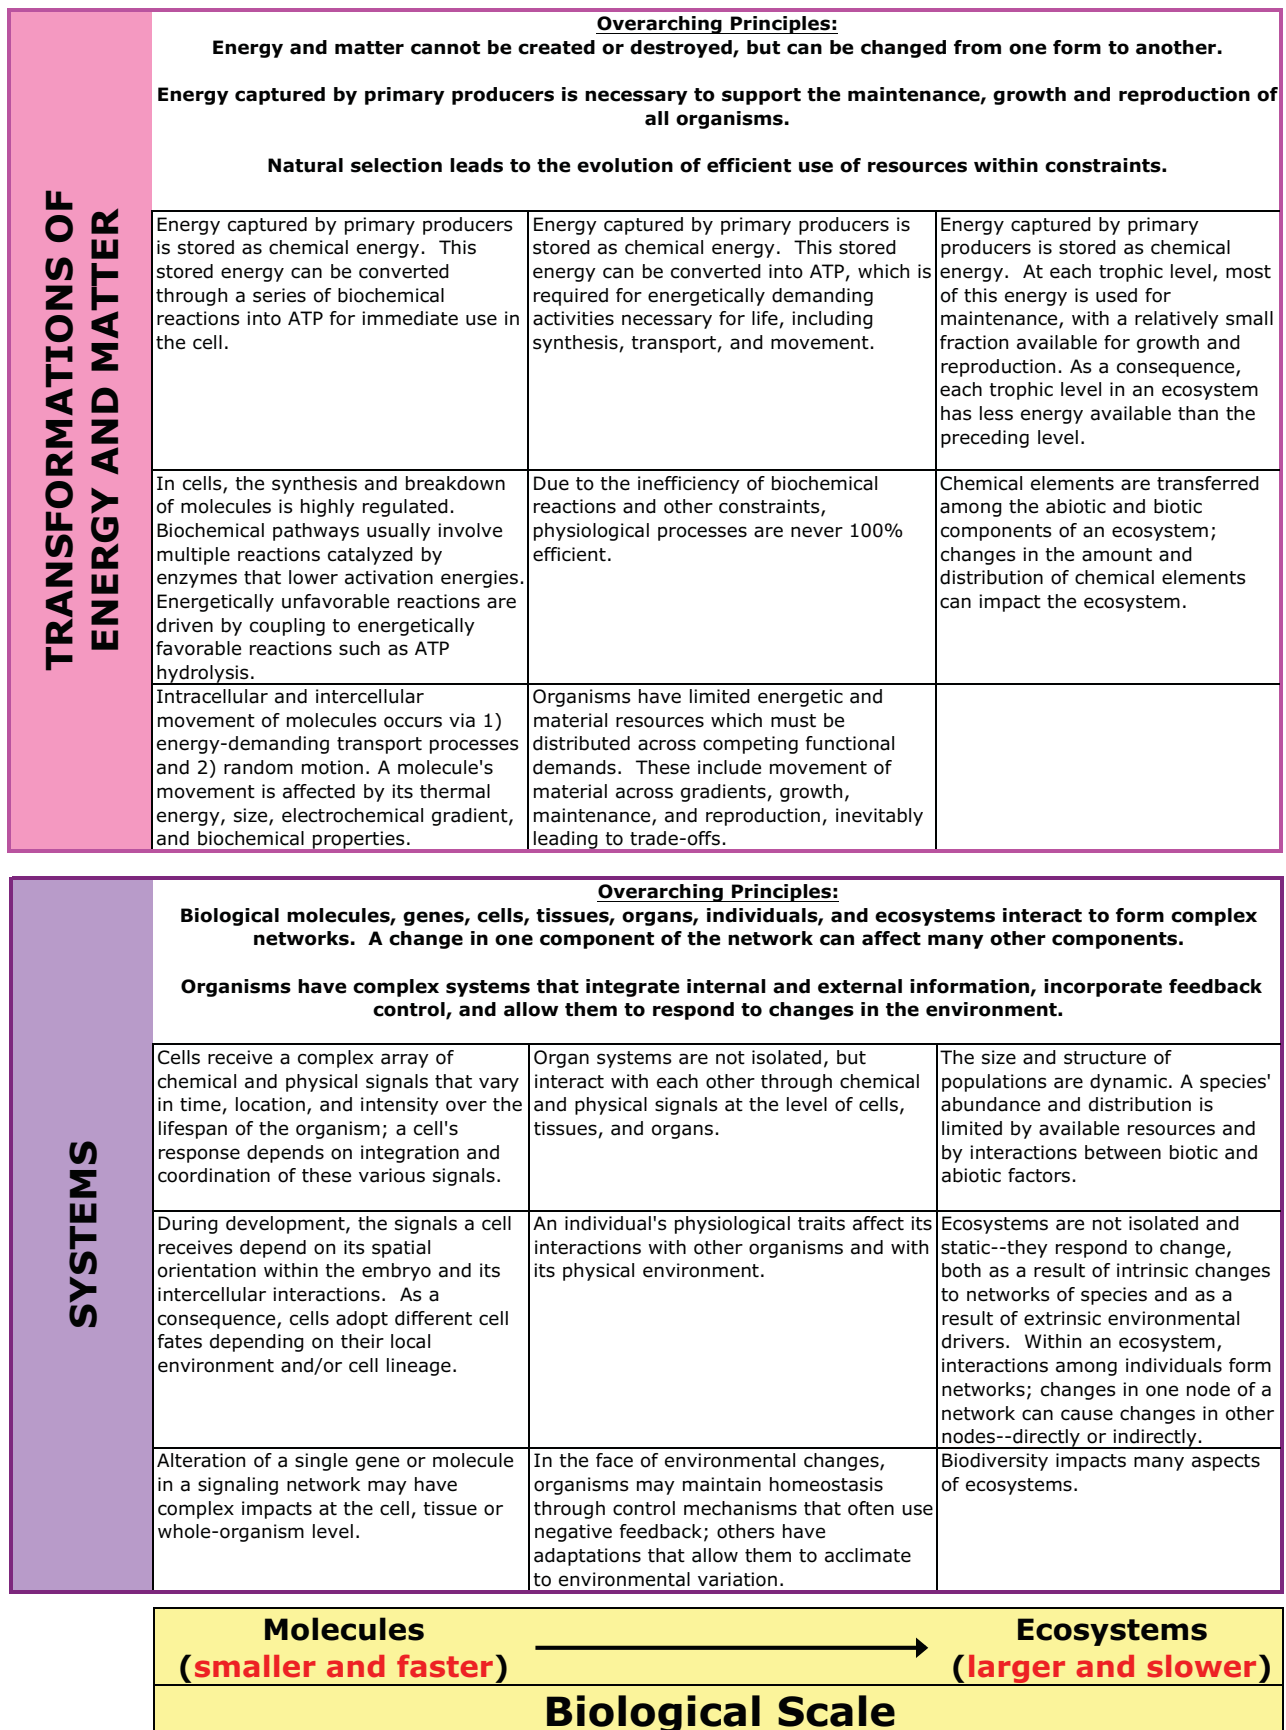 TRANSFORMATIONS OF
ENERGY AND MATTER
Overarching Principles:
Energy and matter cannot be created or destroyed, but can be changed from one form to another.
Energy captured by primary producers is necessary to support the maintenance, growth and reproduction of
all organisms.
Natural selection leads to the evolution of efficient use of resources within constraints.
Energy captured by primary producers
is stored as chemical energy.  This
stored energy can be converted
through a series of biochemical
reactions into ATP for immediate use in
the cell.
Energy captured by primary producers is
stored as chemical energy.  This stored
energy can be converted into ATP, which is
required for energetically demanding
activities necessary for life, including
synthesis, transport, and movement.
Energy captured by primary
producers is stored as chemical
energy.  At each trophic level, most
of this energy is used for
maintenance, with a relatively small
fraction available for growth and
reproduction. As a consequence,
each trophic level in an ecosystem
has less energy available than the
preceding level.
In cells, the synthesis and breakdown
of molecules is highly regulated.
Biochemical pathways usually involve
multiple reactions catalyzed by
enzymes that lower activation energies.
Energetically unfavorable reactions are
driven by coupling to energetically
favorable reactions such as ATP
hydrolysis.
Due to the inefficiency of biochemical
reactions and other constraints,
physiological processes are never 100%
efficient.
Chemical elements are transferred
among the abiotic and biotic
components of an ecosystem;
changes in the amount and
distribution of chemical elements
can impact the ecosystem.
Intracellular and intercellular
movement of molecules occurs via 1)
energy-demanding transport processes
and 2) random motion. A molecule's
movement is affected by its thermal
energy, size, electrochemical gradient,
and biochemical properties.
Organisms have limited energetic and
material resources which must be
distributed across competing functional
demands.  These include movement of
material across gradients, growth,
maintenance, and reproduction, inevitably
leading to trade-offs.
SYSTEMS
Overarching Principles:
Biological molecules, genes, cells, tissues, organs, individuals, and ecosystems interact to form complex
networks.  A change in one component of the network can affect many other components.
Organisms have complex systems that integrate internal and external information, incorporate feedback
control, and allow them to respond to changes in the environment.
Cells receive a complex array of
chemical and physical signals that vary
in time, location, and intensity over the
lifespan of the organism; a cell's
response depends on integration and
coordination of these various signals.
Organ systems are not isolated, but
interact with each other through chemical
and physical signals at the level of cells,
tissues, and organs.
The size and structure of
populations are dynamic. A species'
abundance and distribution is
limited by available resources and
by interactions between biotic and
abiotic factors.
During development, the signals a cell
receives depend on its spatial
orientation within the embryo and its
intercellular interactions.  As a
consequence, cells adopt different cell
fates depending on their local
environment and/or cell lineage.
An individual's physiological traits affect its
interactions with other organisms and with
its physical environment.
Ecosystems are not isolated and
static--they respond to change,
both as a result of intrinsic changes
to networks of species and as a
result of extrinsic environmental
drivers.  Within an ecosystem,
interactions among individuals form
networks; changes in one node of a
network can cause changes in other
nodes--directly or indirectly.
Alteration of a single gene or molecule
in a signaling network may have
complex impacts at the cell, tissue or
whole-organism level.
In the face of environmental changes,
organisms may maintain homeostasis
through control mechanisms that often use
negative feedback; others have
adaptations that allow them to acclimate
to environmental variation.
Biodiversity impacts many aspects
of ecosystems.
Molecules
(smaller and faster)
Ecosystems
(larger and slower)
Biological Scale